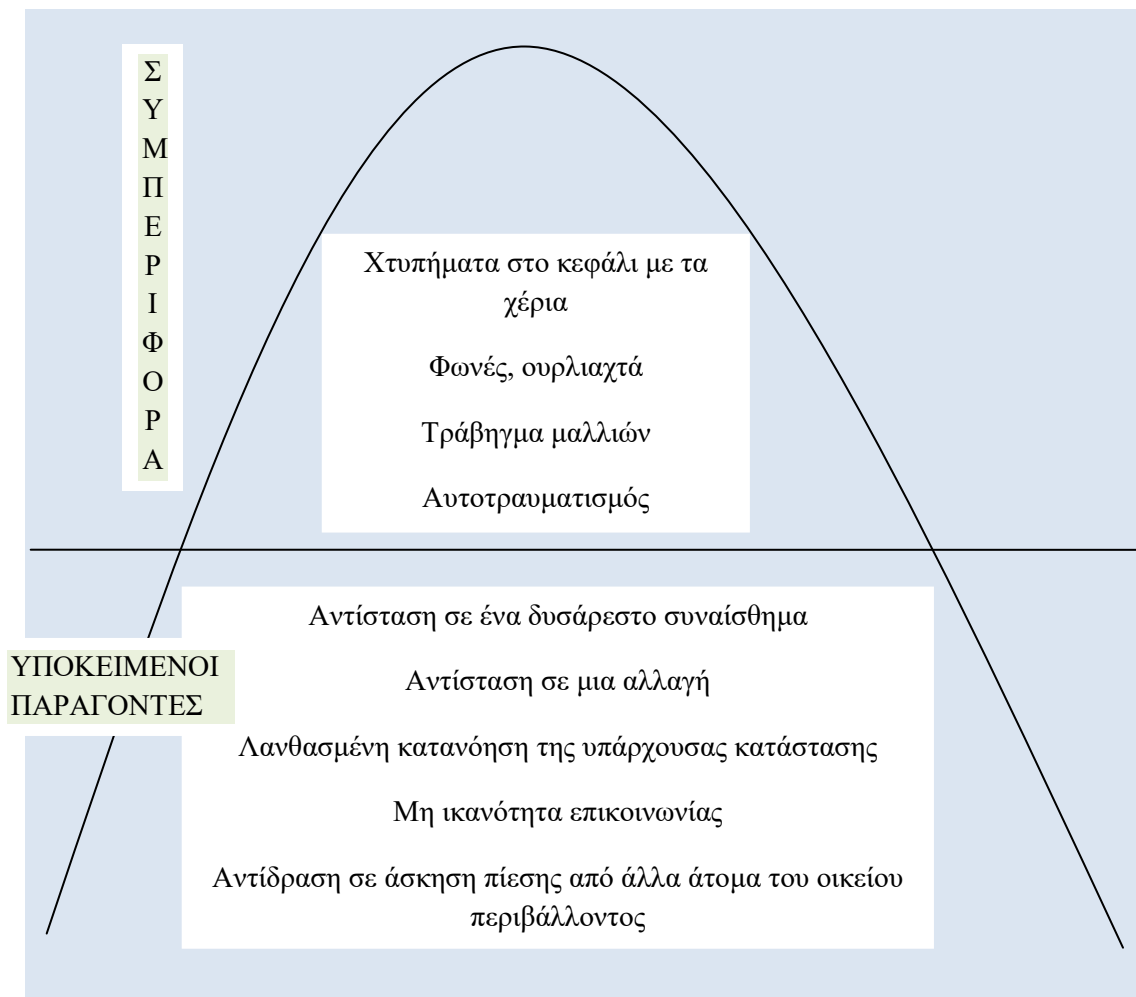 Σ
Υ
Μ
Π
Ε
Ρ
Ι
Φ
Ο
Ρ
Α
Χτυπήματα στο κεφάλι με τα
χέρια
Φωνές, ουρλιαχτά
Τράβηγμα μαλλιών
Αυτοτραυματισμός
ΥΠΟΚΕΙΜΕΝΟΙ
ΠΑΡΑΓΟΝΤΕΣ
Αντίσταση σε ένα δυσάρεστο συναίσθημα
Αντίσταση σε μια αλλαγή
Λανθασμένη κατανόηση της υπάρχουσας κατάστασης
Μη ικανότητα επικοινωνίας
Αντίδραση σε άσκηση πίεσης από άλλα άτομα του οικείου
περιβάλλοντος